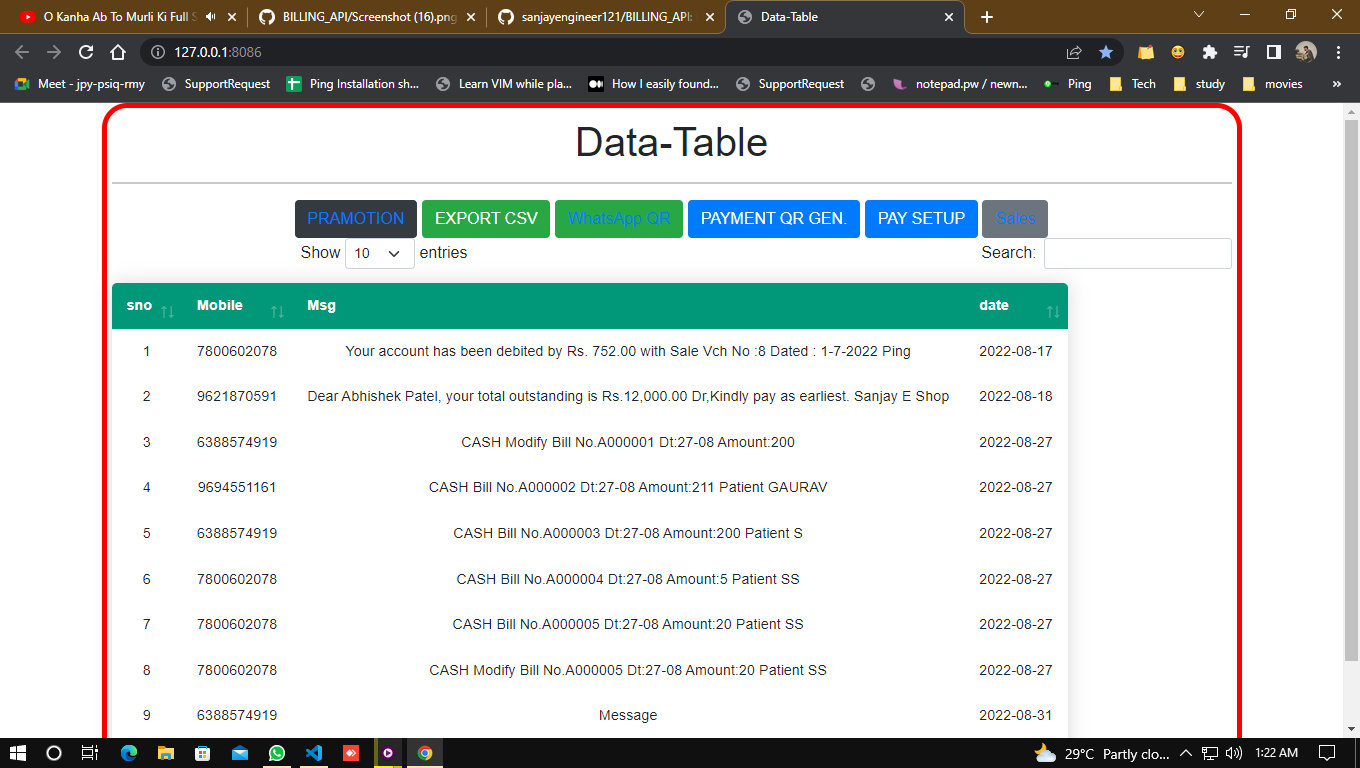 O Kanha Ab To Murli Ki Full S
BILLING_API/Screenshot (16).png
sanjayengineer121/BILLING_API:
Data-Table
127.0.0.1:8086
Meet - jpy-psiq-rmy
SupportRequest
Ping Installation sh...
Learn VIM while pla...
How I easily found...
SupportRequest
notepad.pw / newn...
Ping
Tech
study
movies
»
Data-Table
PRAMOTION EXPORT CSV WhatsApp QR PAYMENT QR GEN. PAY SETUP Sales
Show 10 entries Search:
sno Mobile Msg date
1 7800602078 Your account has been debited by Rs. 752.00 with Sale Vch No :8 Dated : 1-7-2022 Ping 2022-08-17
2 9621870591 Dear Abhishek Patel, your total outstanding is Rs.12,000.00 Dr,Kindly pay as earliest. Sanjay E Shop 2022-08-18
3 6388574919 CASH Modify Bill No.A000001 Dt:27-08 Amount:200 2022-08-27
4 9694551161 CASH Bill No.A000002 Dt:27-08 Amount:211 Patient GAURAV 2022-08-27
5 6388574919 CASH Bill No.A000003 Dt:27-08 Amount:200 Patient S 2022-08-27
6 7800602078 CASH Bill No.A000004 Dt:27-08 Amount:5 Patient SS 2022-08-27
7 7800602078 CASH Bill No.A000005 Dt:27-08 Amount:20 Patient SS 2022-08-27
8 7800602078 CASH Modify Bill No.A000005 Dt:27-08 Amount:20 Patient SS 2022-08-27
9 6388574919 Message 2022-08-31
29°C Partly clo... 1:22 AM